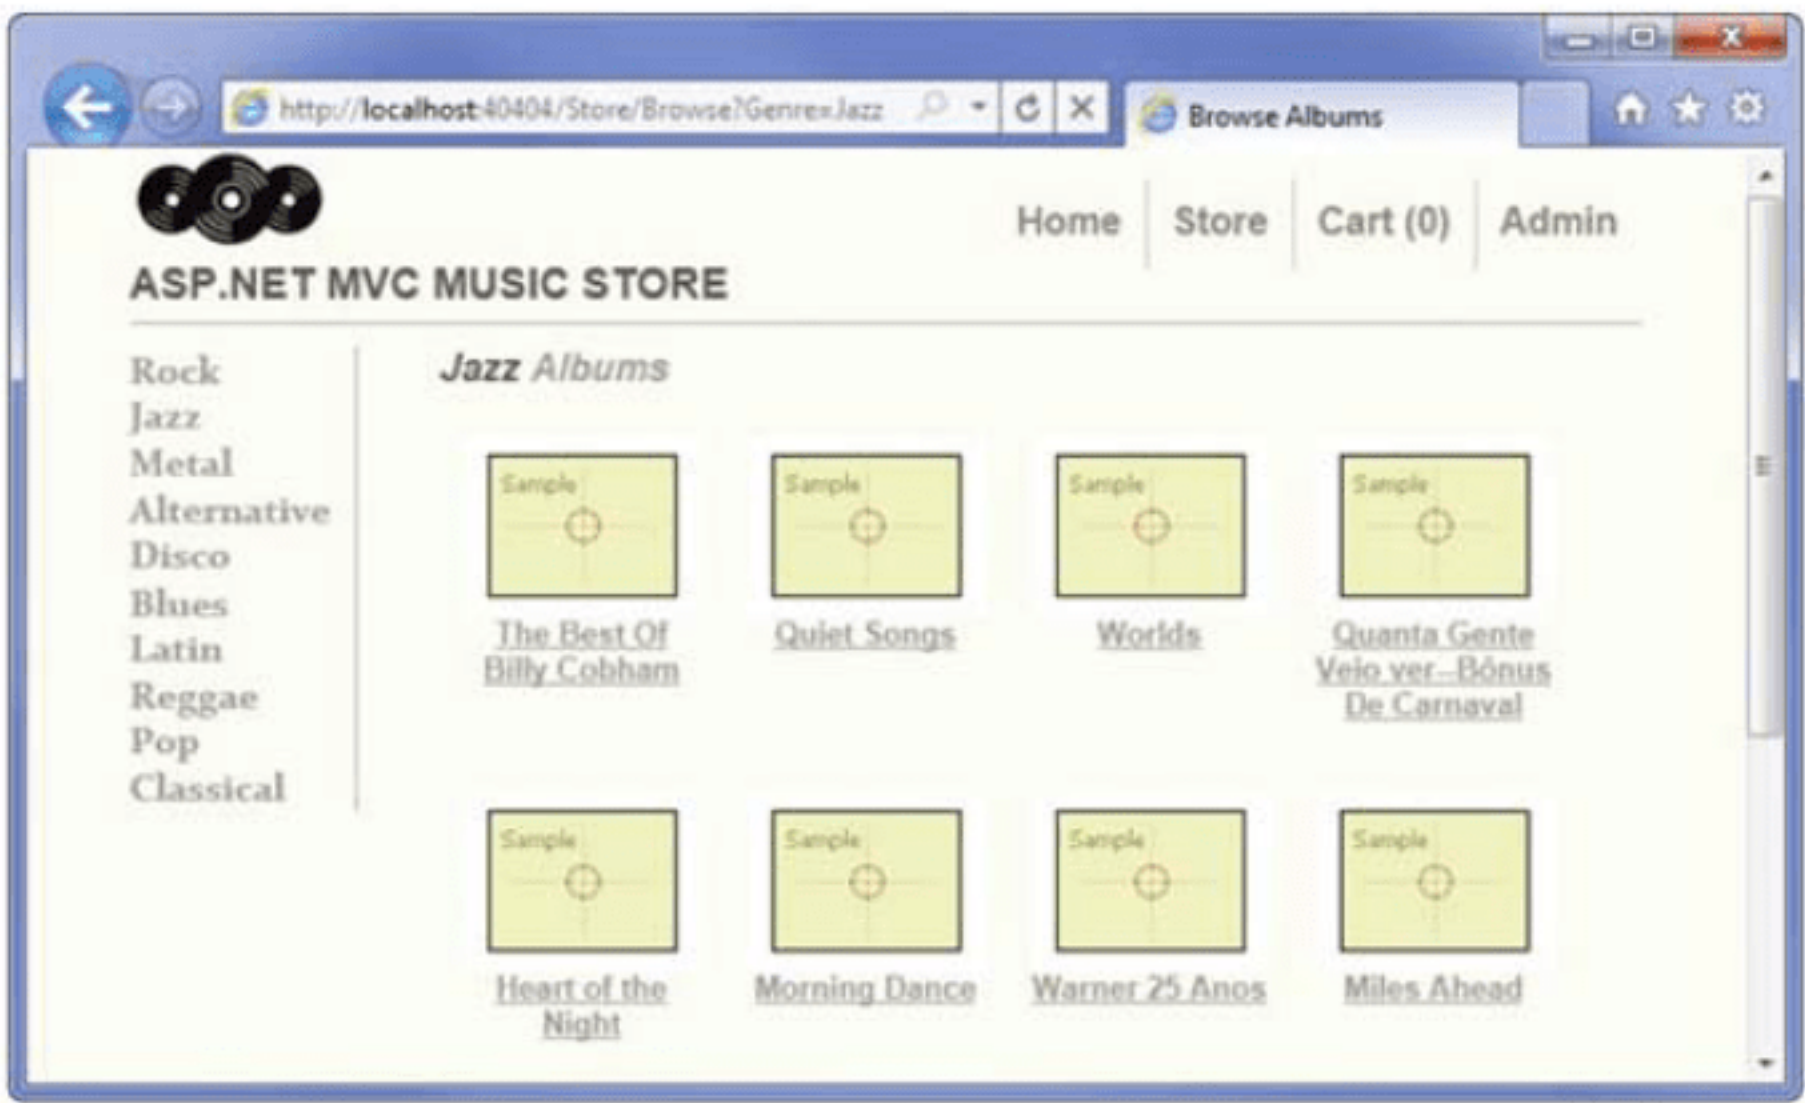 http://localhost:40404/Store/Browse?Genre=Jazz
Browse Albums
Home
Store
Cart (0)
Admin
ASP.NET MVC MUSIC STORE
Rock
Jazz
Metal
Alternative
Disco
Blues
Latin
Reggae
Pop
Classical
Jazz Albums
Sample
Sample
Sample
Sample
The Best Of
Billy Cobham
Quiet Songs
Worlds
Quanta Gente
Veio ver--Bônus
De Carnaval
Sample
Sample
Sample
Sample
Heart of the
Night
Morning Dance
Warner 25 Anos
Miles Ahead